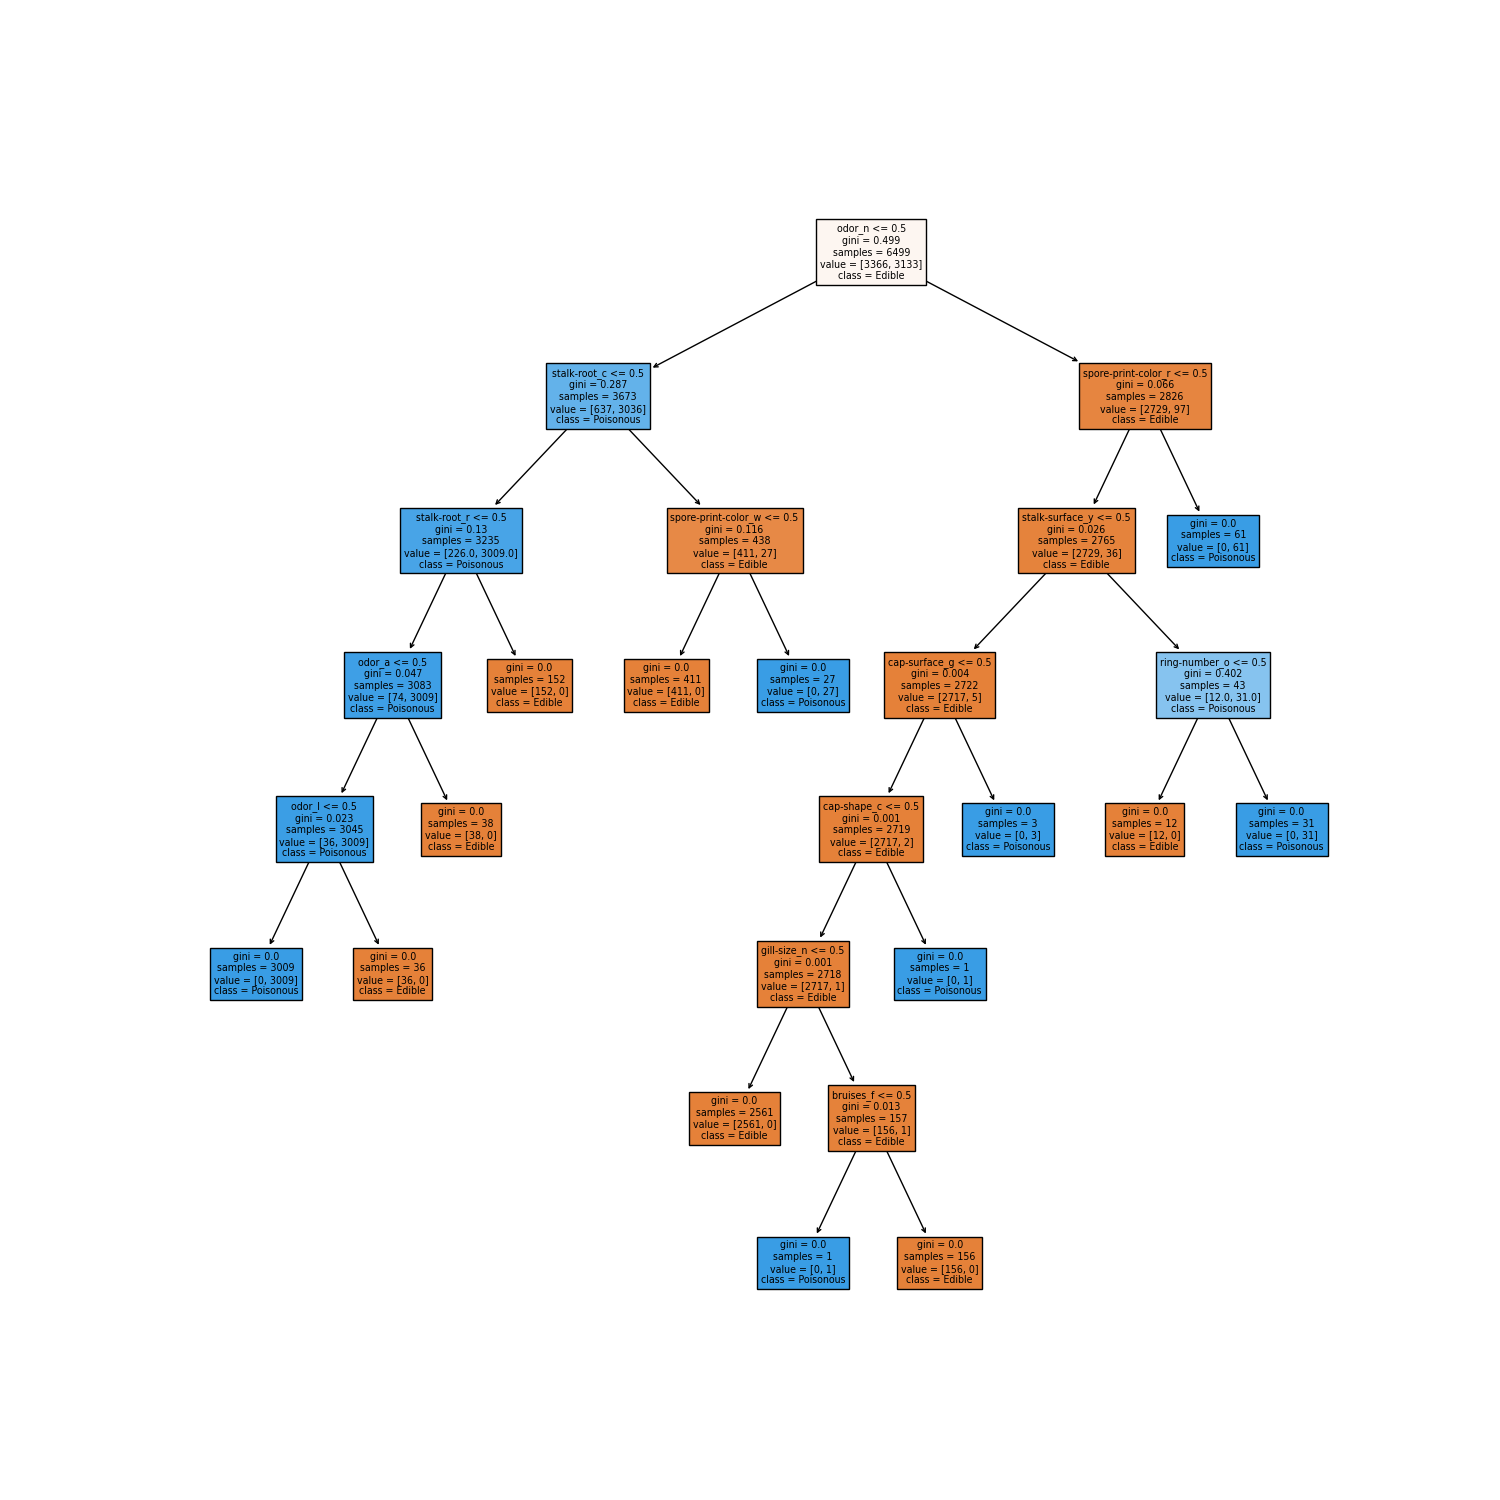 odor_n <= 0.5
gini = 0.499
samples = 6499
value = [3366, 3133]
class = Edible
stalk-root_c <= 0.5
gini = 0.287
samples = 3673
value = [637, 3036]
class = Poisonous
spore-print-color_r <= 0.5
gini = 0.066
samples = 2826
value = [2729, 97]
class = Edible
stalk-root_r <= 0.5
gini = 0.13
samples = 3235
value = [226.0, 3009.0]
class = Poisonous
spore-print-color_w <= 0.5
gini = 0.116
samples = 438
value = [411, 27]
class = Edible
stalk-surface_y <= 0.5
gini = 0.026
samples = 2765
value = [2729, 36]
class = Edible
gini = 0.0
samples = 61
value = [0, 61]
class = Poisonous
odor_a <= 0.5
gini = 0.047
samples = 3083
value = [74, 3009]
class = Poisonous
gini = 0.0
samples = 152
value = [152, 0]
class = Edible
gini = 0.0
samples = 411
value = [411, 0]
class = Edible
gini = 0.0
samples = 27
value = [0, 27]
class = Poisonous
cap-surface_g <= 0.5
gini = 0.004
samples = 2722
value = [2717, 5]
class = Edible
ring-number_o <= 0.5
gini = 0.402
samples = 43
value = [12.0, 31.0]
class = Poisonous
odor_l <= 0.5
gini = 0.023
samples = 3045
value = [36, 3009]
class = Poisonous
gini = 0.0
samples = 38
value = [38, 0]
class = Edible
cap-shape_c <= 0.5
gini = 0.001
samples = 2719
value = [2717, 2]
class = Edible
gini = 0.0
samples = 3
value = [0, 3]
class = Poisonous
gini = 0.0
samples = 12
value = [12, 0]
class = Edible
gini = 0.0
samples = 31
value = [0, 31]
class = Poisonous
gini = 0.0
samples = 3009
value = [0, 3009]
class = Poisonous
gini = 0.0
samples = 36
value = [36, 0]
class = Edible
gill-size_n <= 0.5
gini = 0.001
samples = 2718
value = [2717, 1]
class = Edible
gini = 0.0
samples = 1
value = [0, 1]
class = Poisonous
gini = 0.0
samples = 2561
value = [2561, 0]
class = Edible
bruises_f <= 0.5
gini = 0.013
samples = 157
value = [156, 1]
class = Edible
gini = 0.0
samples = 1
value = [0, 1]
class = Poisonous
gini = 0.0
samples = 156
value = [156, 0]
class = Edible